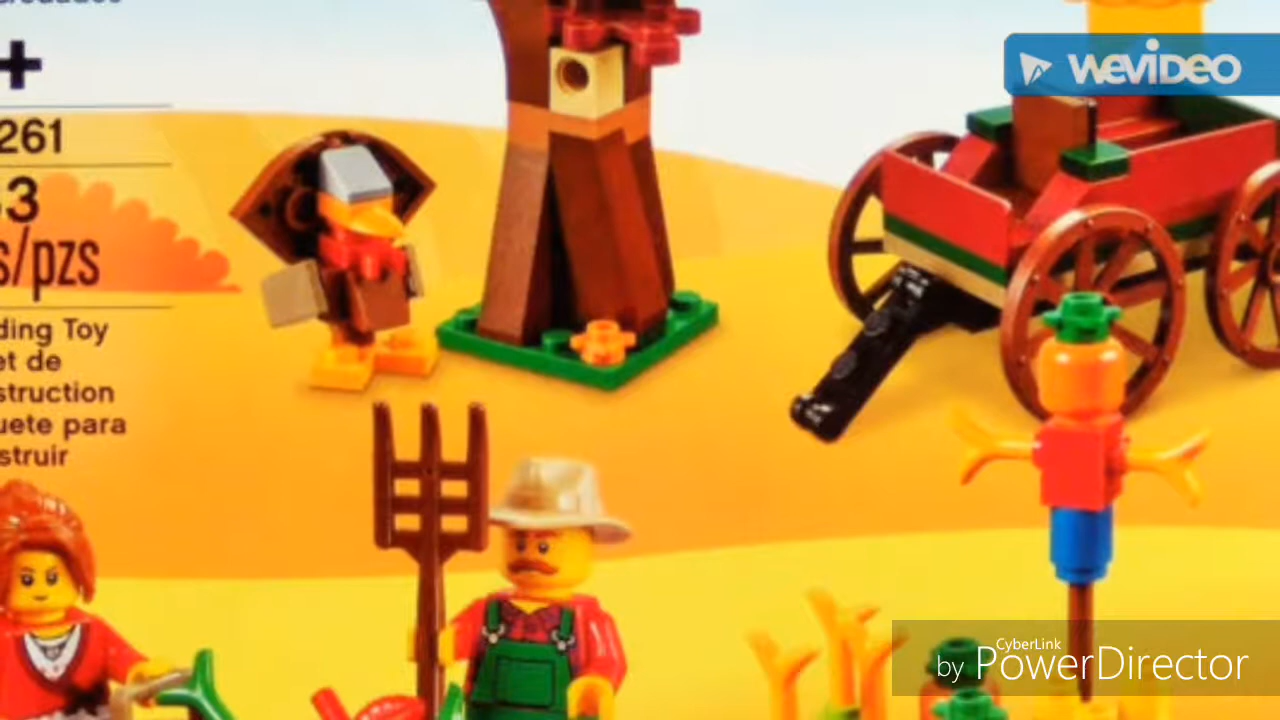 +
261
3
s/pzs
ding Toy
et de
struction
uete para
struir
WEVIDEO
CyberLink
by PowerDirector